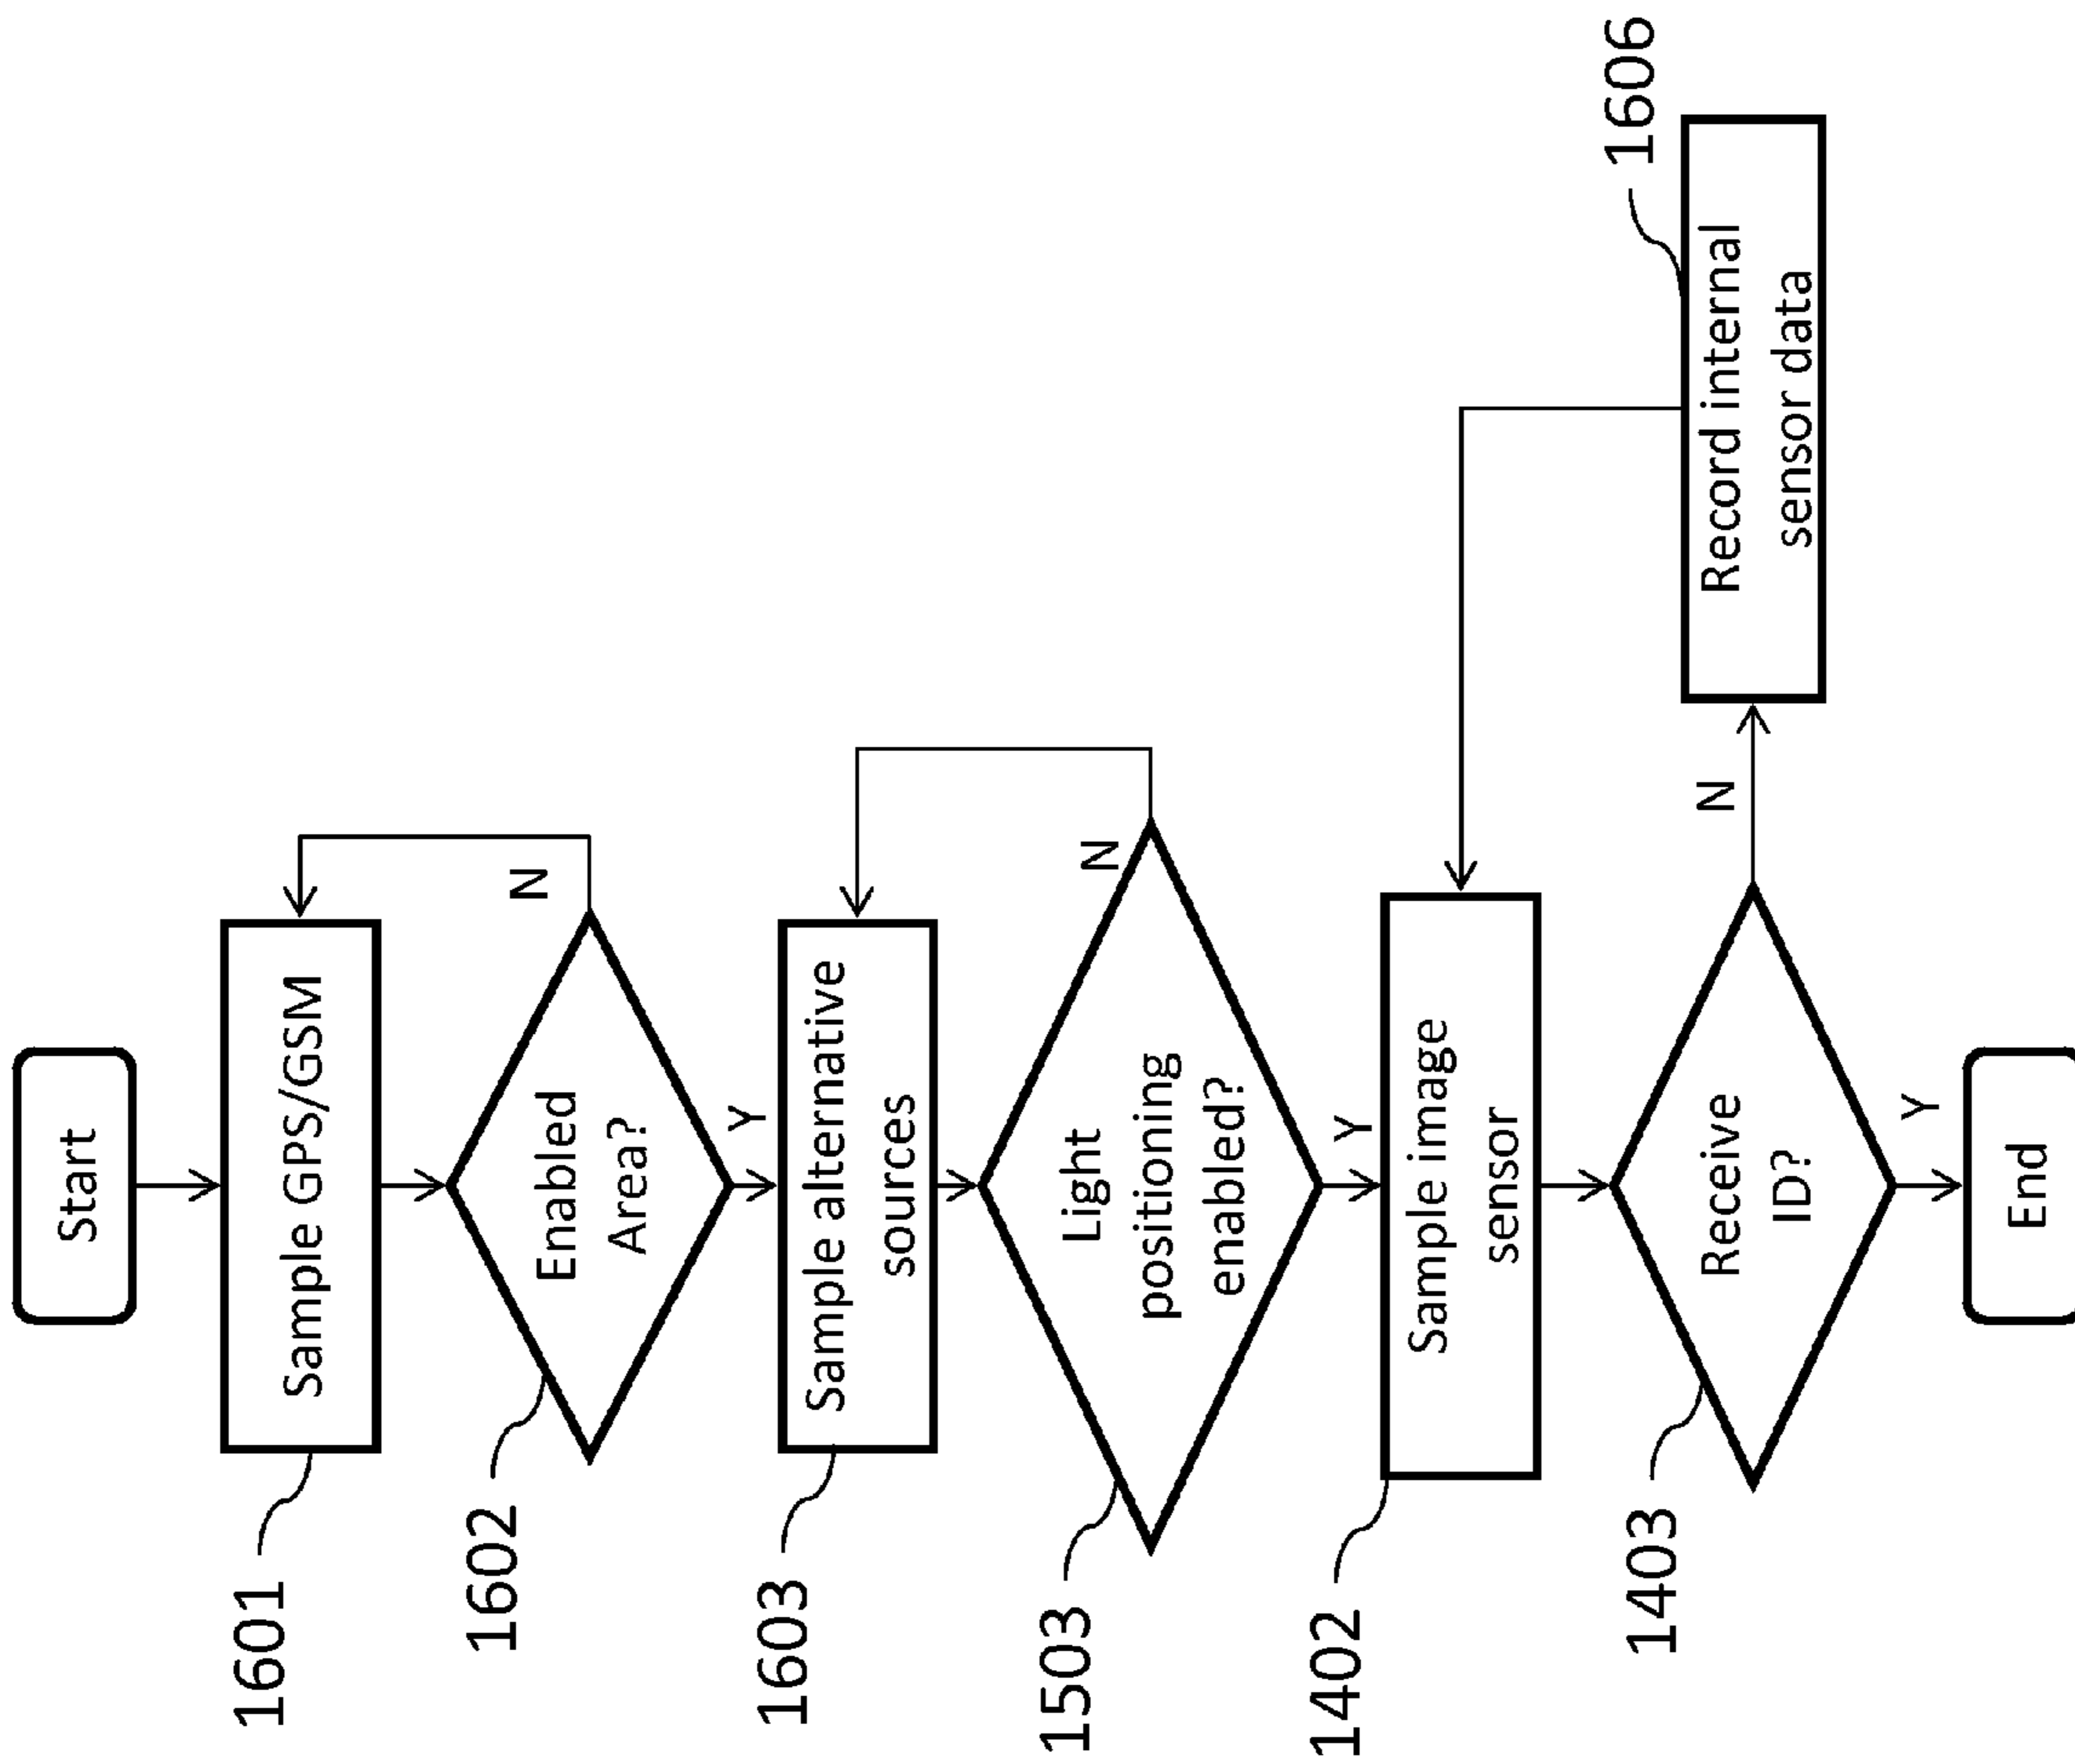 Start
1601
Sample GPS/GSM
1602
Enabled
Area?
N
Y
1603
Sample alternative
sources
1503
Light
positioning
enabled?
N
Y
1402
Sample image
sensor
1403
Receive
ID?
N
Y
1606
Record internal
sensor data
End